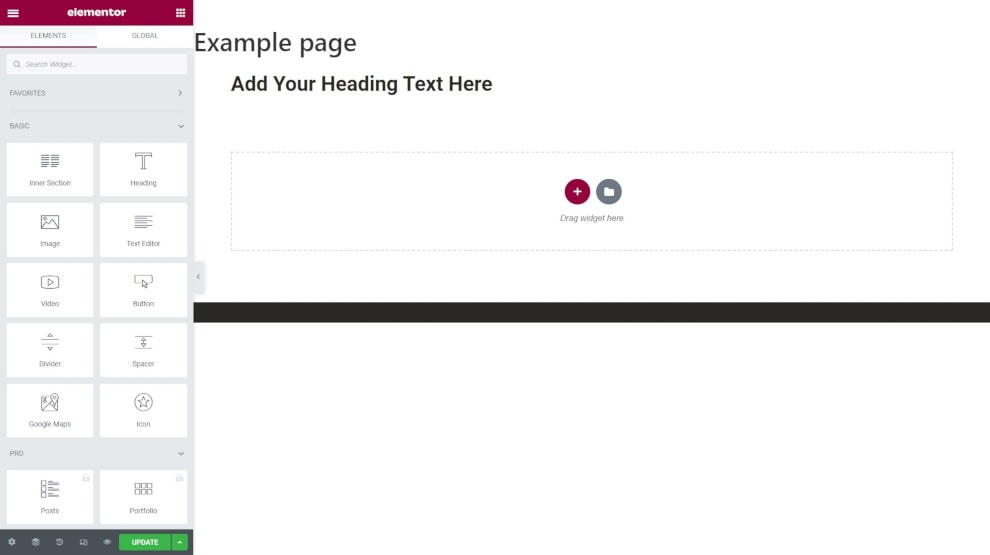 elementor
ELEMENTS GLOBAL
Search Widget...
FAVORITES
BASIC
Inner Section Heading
Image Text Editor
Video Button
Divider Spacer
Google Maps Icon
PRO
Posts Portfolio
UPDATE
Example page
Add Your Heading Text Here
Drag widget here